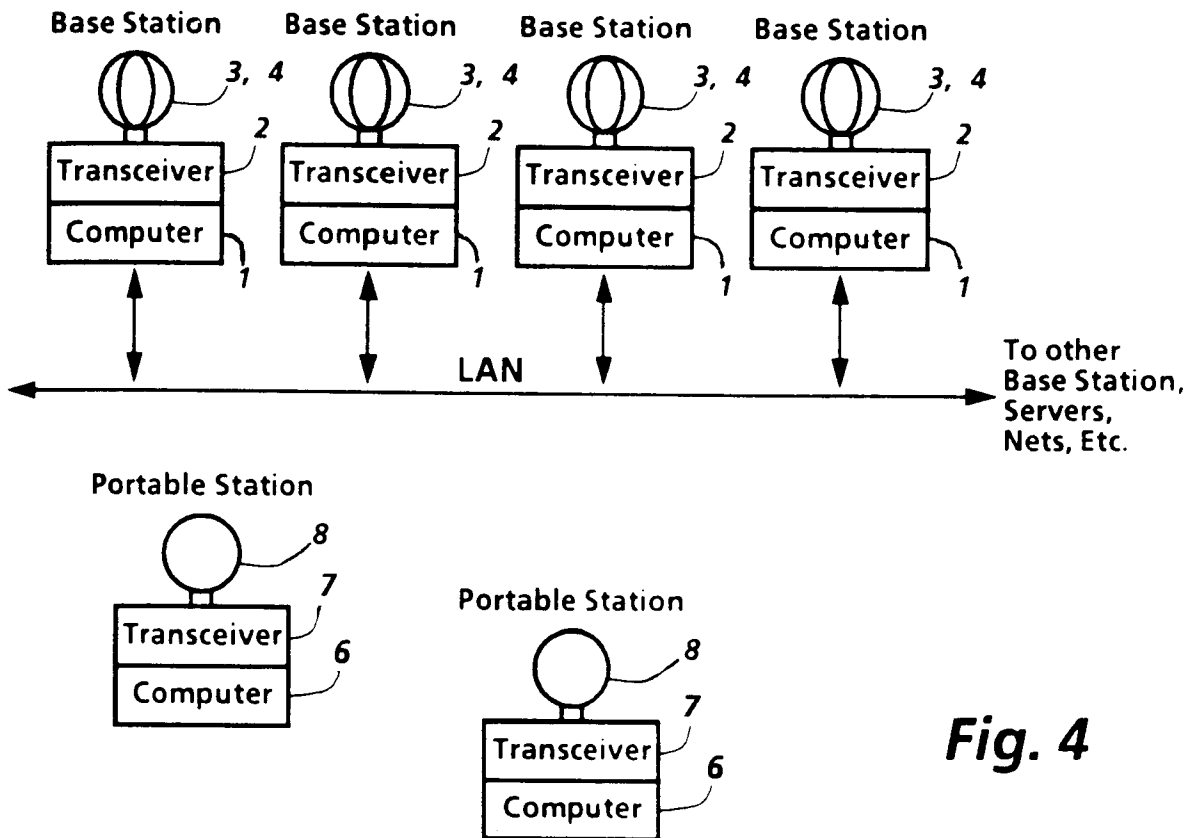 Base Station Base Station Base Station Base Station
3, 4 3, 4 3, 4 3, 4
2 2 2 2
Transceiver Transceiver Transceiver Transceiver
Computer Computer Computer Computer
1 1 1 1
LAN
To other
Base Station,
Servers,
Nets, Etc.
Portable Station
8
7
Transceiver
6
Computer
Portable Station
8
7
Transceiver
6
Computer
Fig. 4